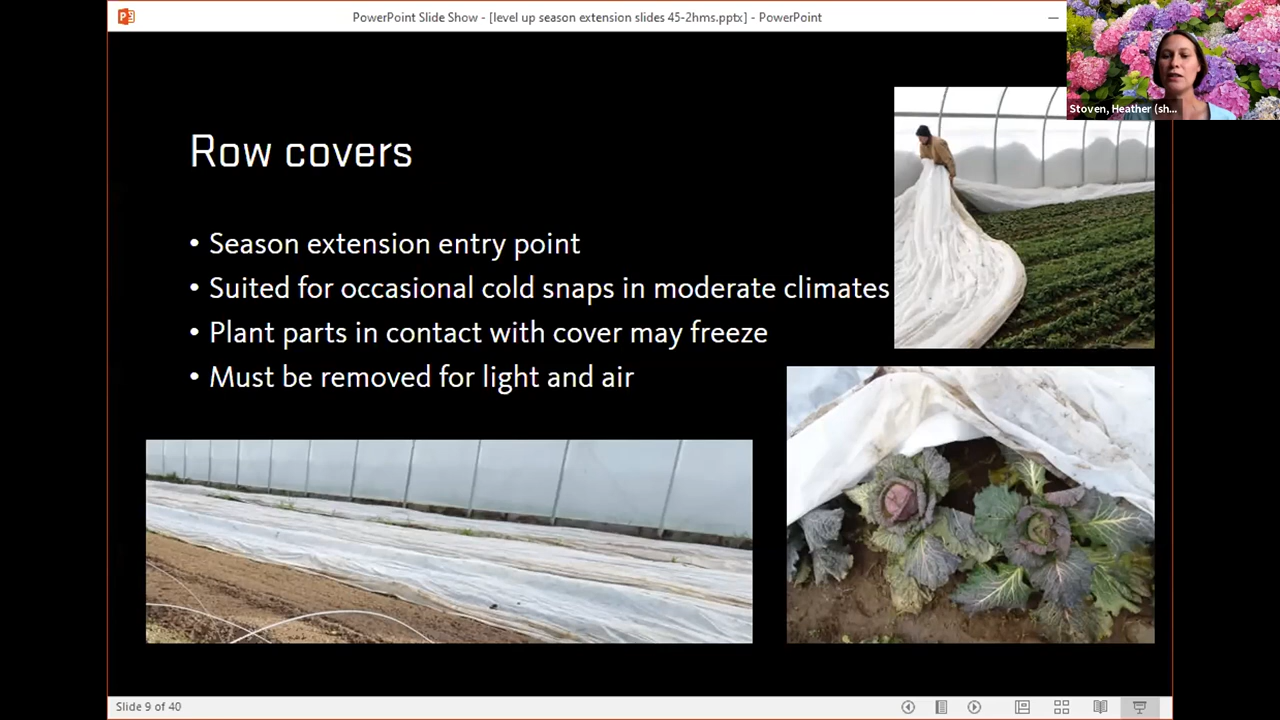 PowerPoint Slide Show - [level up season extension slides 45-2hms.pptx] - PowerPoint
Stoven, Heather (sh...
Row covers
• Season extension entry point
• Suited for occasional cold snaps in moderate climates
• Plant parts in contact with cover may freeze
• Must be removed for light and air
Slide 9 of 40